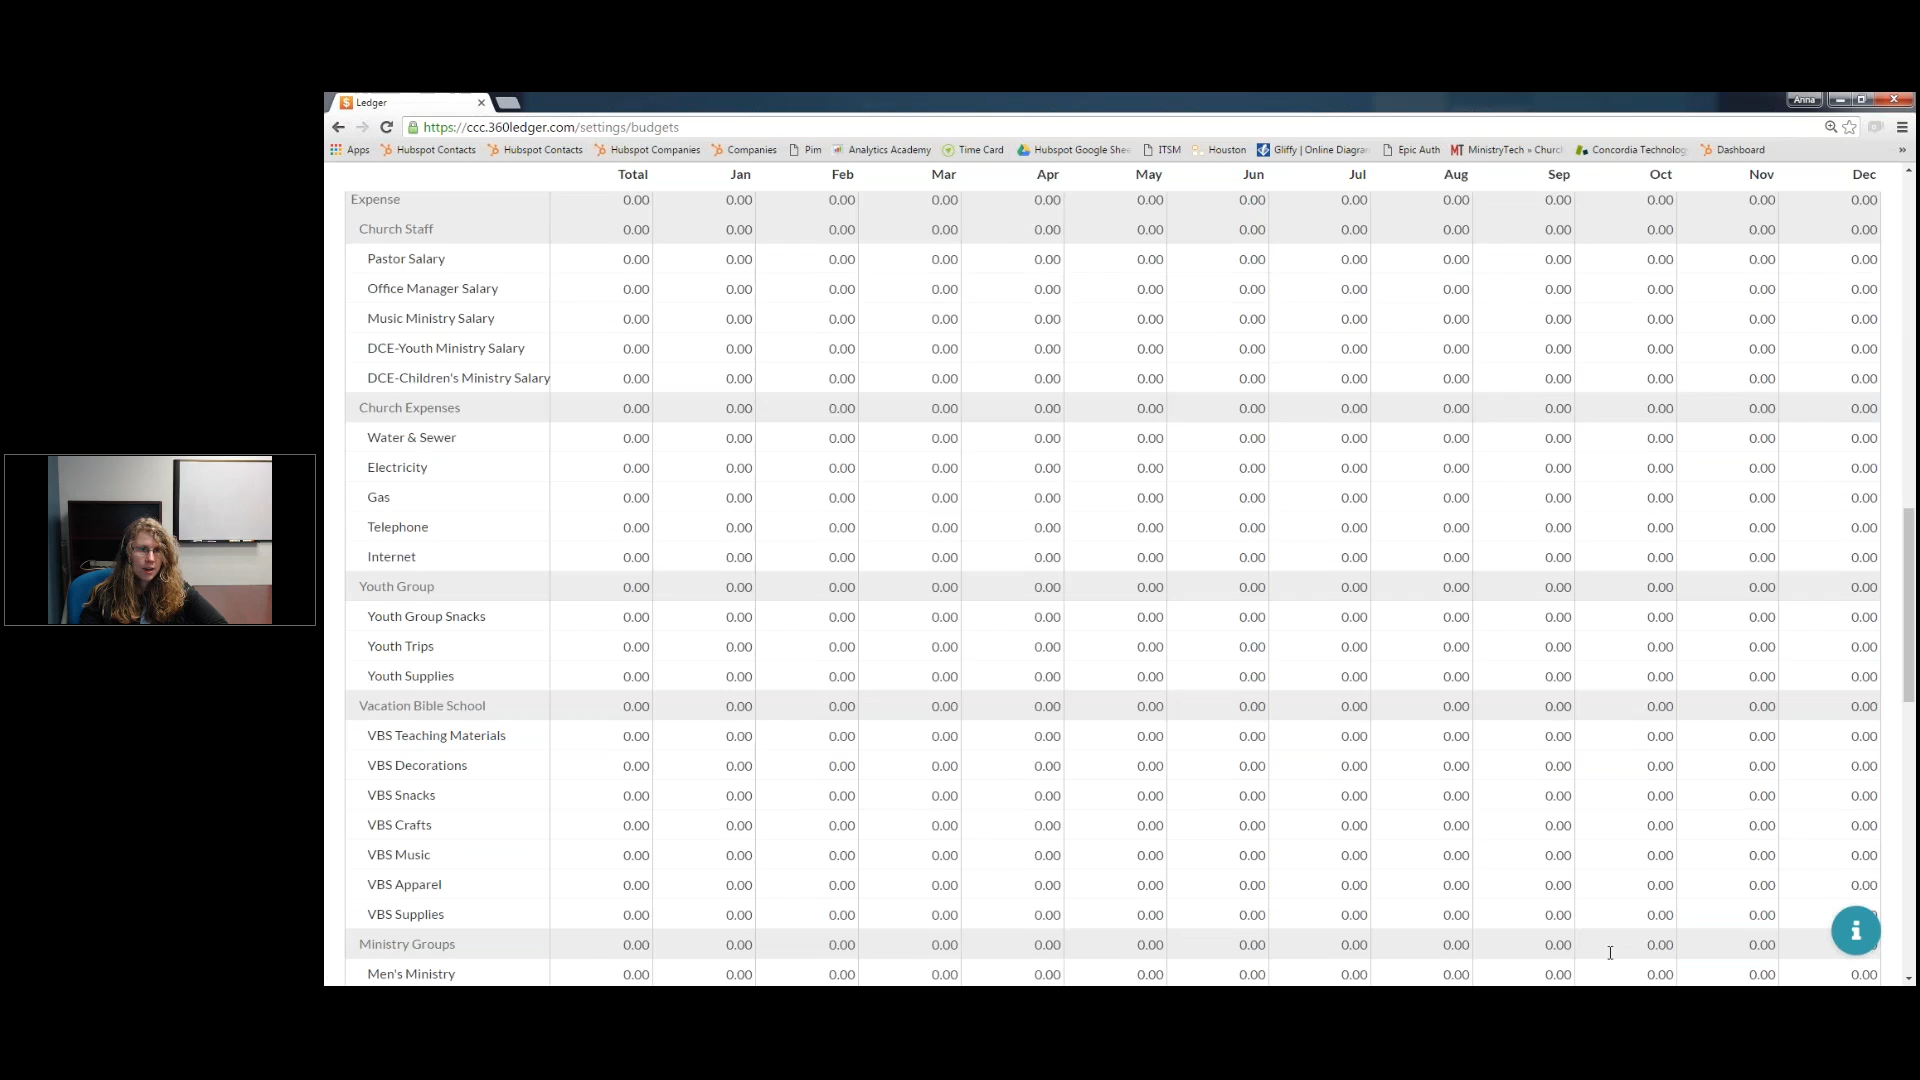 Ledger
Anna
https://ccc.360ledger.com/settings/budgets
Apps Hubspot Contacts Hubspot Contacts Hubspot Companies Companies Pim Analytics Academy Time Card Hubspot Google Shee ITSM Houston Gliffy | Online Diagram Epic Auth MinistryTech » Churc Concordia Technolog Dashboard »
Total Jan Feb Mar Apr May Jun Jul Aug Sep Oct Nov Dec
Expense 0.00 0.00 0.00 0.00 0.00 0.00 0.00 0.00 0.00 0.00 0.00 0.00 0.00
Church Staff 0.00 0.00 0.00 0.00 0.00 0.00 0.00 0.00 0.00 0.00 0.00 0.00 0.00
Pastor Salary 0.00 0.00 0.00 0.00 0.00 0.00 0.00 0.00 0.00 0.00 0.00 0.00 0.00
Office Manager Salary 0.00 0.00 0.00 0.00 0.00 0.00 0.00 0.00 0.00 0.00 0.00 0.00 0.00
Music Ministry Salary 0.00 0.00 0.00 0.00 0.00 0.00 0.00 0.00 0.00 0.00 0.00 0.00 0.00
DCE-Youth Ministry Salary 0.00 0.00 0.00 0.00 0.00 0.00 0.00 0.00 0.00 0.00 0.00 0.00 0.00
DCE-Children's Ministry Salary 0.00 0.00 0.00 0.00 0.00 0.00 0.00 0.00 0.00 0.00 0.00 0.00 0.00
Church Expenses 0.00 0.00 0.00 0.00 0.00 0.00 0.00 0.00 0.00 0.00 0.00 0.00 0.00
Water & Sewer 0.00 0.00 0.00 0.00 0.00 0.00 0.00 0.00 0.00 0.00 0.00 0.00 0.00
Electricity 0.00 0.00 0.00 0.00 0.00 0.00 0.00 0.00 0.00 0.00 0.00 0.00 0.00
Gas 0.00 0.00 0.00 0.00 0.00 0.00 0.00 0.00 0.00 0.00 0.00 0.00 0.00
Telephone 0.00 0.00 0.00 0.00 0.00 0.00 0.00 0.00 0.00 0.00 0.00 0.00 0.00
Internet 0.00 0.00 0.00 0.00 0.00 0.00 0.00 0.00 0.00 0.00 0.00 0.00 0.00
Youth Group 0.00 0.00 0.00 0.00 0.00 0.00 0.00 0.00 0.00 0.00 0.00 0.00 0.00
Youth Group Snacks 0.00 0.00 0.00 0.00 0.00 0.00 0.00 0.00 0.00 0.00 0.00 0.00 0.00
Youth Trips 0.00 0.00 0.00 0.00 0.00 0.00 0.00 0.00 0.00 0.00 0.00 0.00 0.00
Youth Supplies 0.00 0.00 0.00 0.00 0.00 0.00 0.00 0.00 0.00 0.00 0.00 0.00 0.00
Vacation Bible School 0.00 0.00 0.00 0.00 0.00 0.00 0.00 0.00 0.00 0.00 0.00 0.00 0.00
VBS Teaching Materials 0.00 0.00 0.00 0.00 0.00 0.00 0.00 0.00 0.00 0.00 0.00 0.00 0.00
VBS Decorations 0.00 0.00 0.00 0.00 0.00 0.00 0.00 0.00 0.00 0.00 0.00 0.00 0.00
VBS Snacks 0.00 0.00 0.00 0.00 0.00 0.00 0.00 0.00 0.00 0.00 0.00 0.00 0.00
VBS Crafts 0.00 0.00 0.00 0.00 0.00 0.00 0.00 0.00 0.00 0.00 0.00 0.00 0.00
VBS Music 0.00 0.00 0.00 0.00 0.00 0.00 0.00 0.00 0.00 0.00 0.00 0.00 0.00
VBS Apparel 0.00 0.00 0.00 0.00 0.00 0.00 0.00 0.00 0.00 0.00 0.00 0.00 0.00
VBS Supplies 0.00 0.00 0.00 0.00 0.00 0.00 0.00 0.00 0.00 0.00 0.00 0.00
Ministry Groups 0.00 0.00 0.00 0.00 0.00 0.00 0.00 0.00 0.00 0.00 0.00 0.00
Men's Ministry 0.00 0.00 0.00 0.00 0.00 0.00 0.00 0.00 0.00 0.00 0.00 0.00 0.00